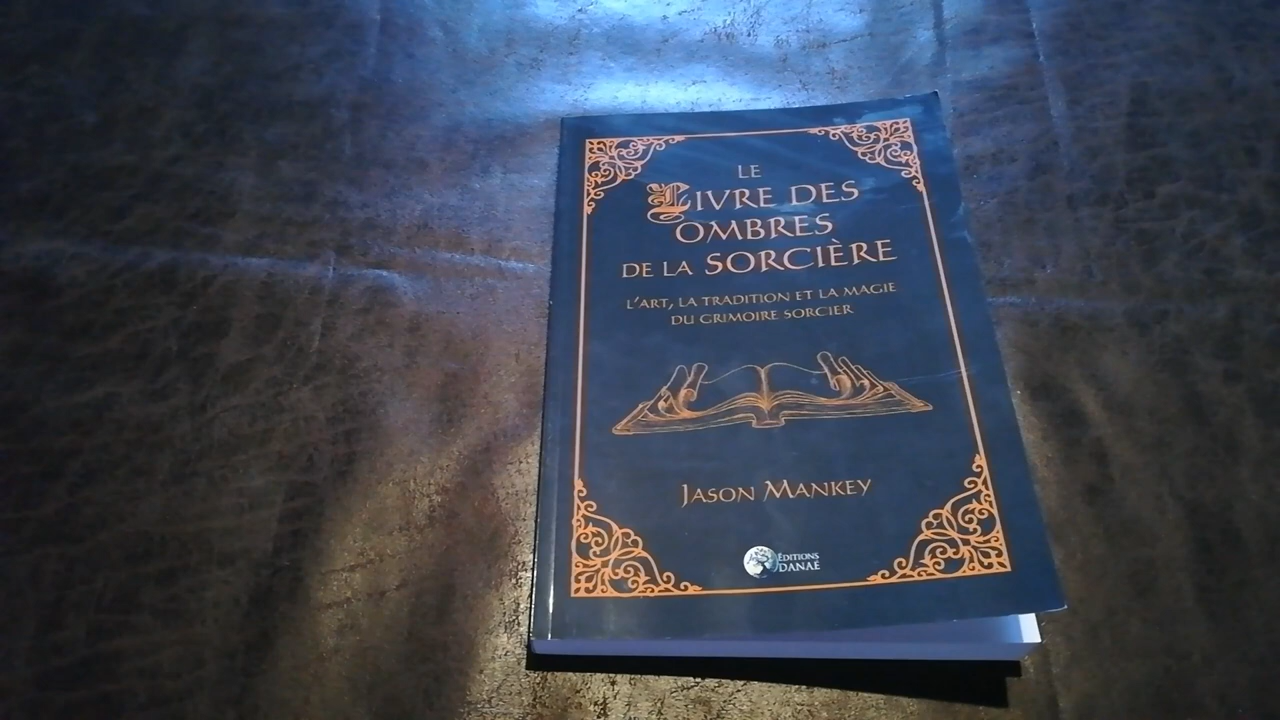 LE
LIVRE DES
OMBRES
DE LA SORCIÈRE
L'ART, LA TRADITION ET LA MAGIE
DU GRIMOIRE SORCIER
JASON MANKEY
ÉDITIONS
DANAÉ